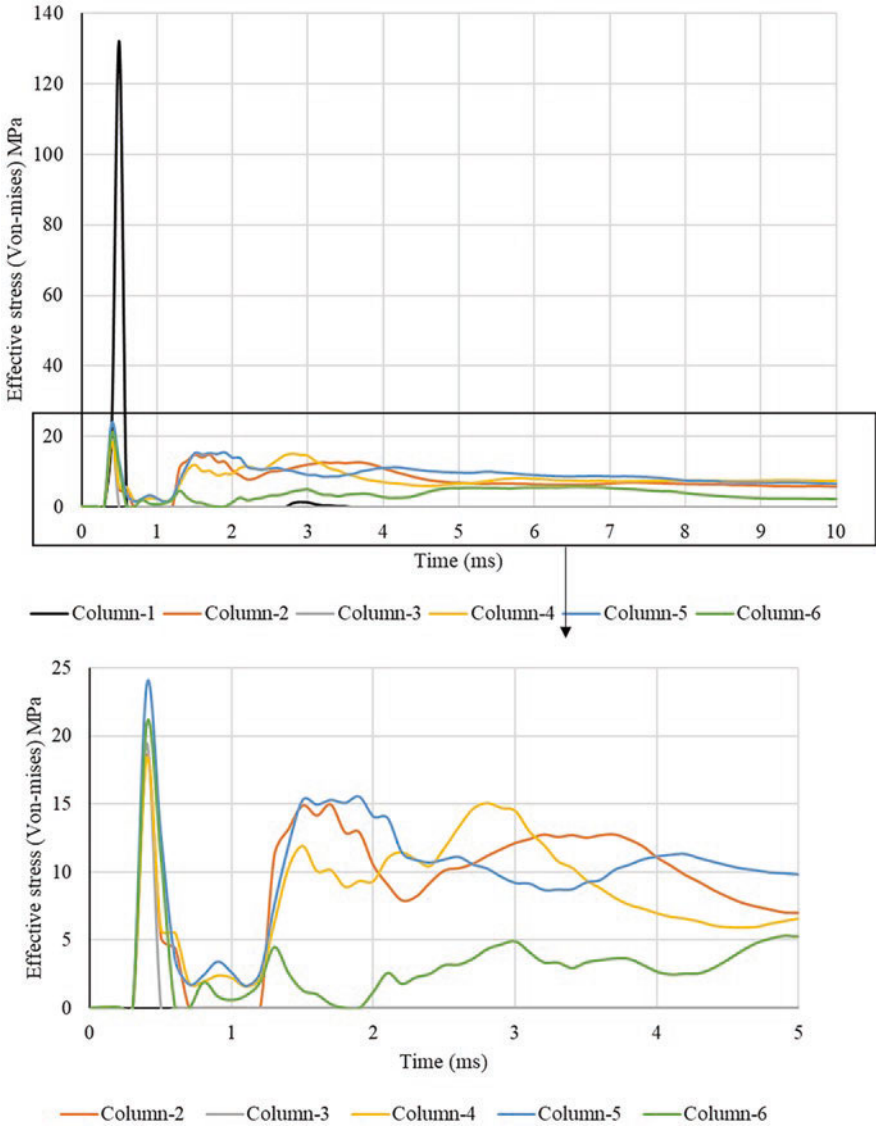 Effective stress (Von-mises) MPa
140
120
100
80
60
40
20
0
0 1 2 3 4 5 6 7 8 9 10
Time (ms)
Column-1 Column-2 Column-3 Column-4 Column-5 Column-6
Effective stress (Von-mises) MPa
25
20
15
10
5
0
0 1 2 3 4 5
Time (ms)
Column-2 Column-3 Column-4 Column-5 Column-6